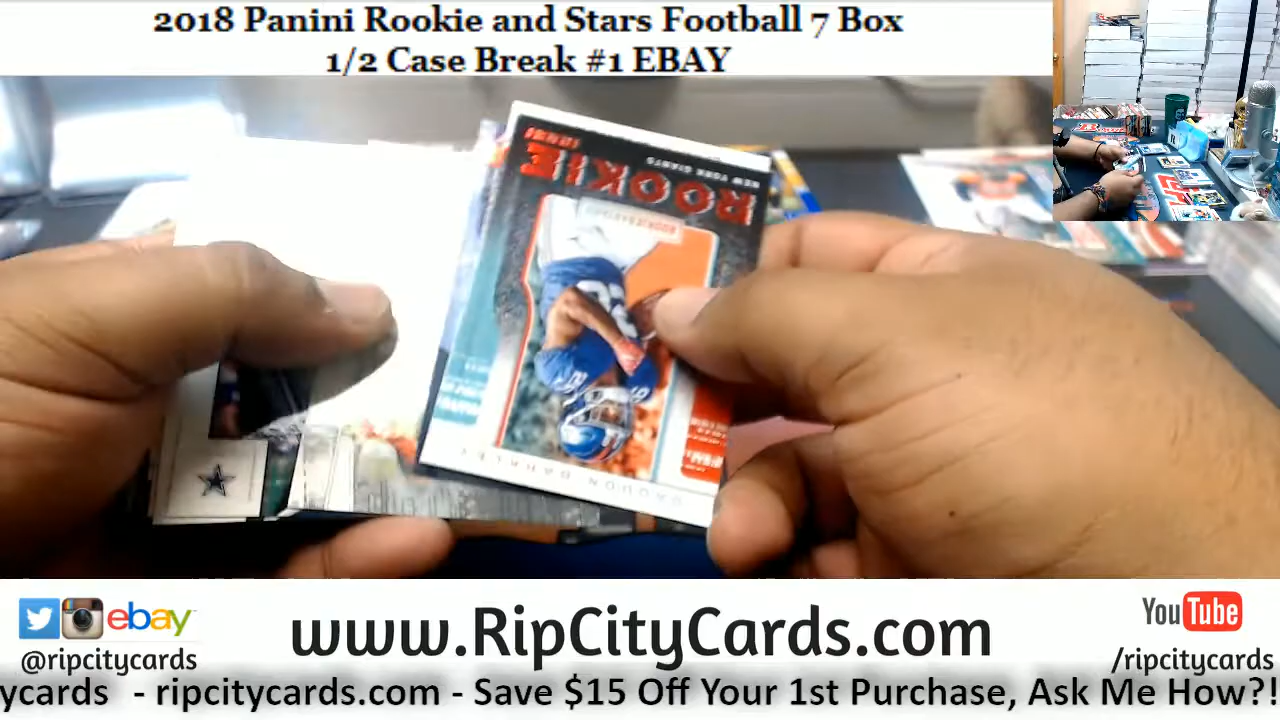 2018 Panini Rookie and Stars Football 7 Box
1/2 Case Break #1 EBAY
ROOKIE
NEW YORK GIANTS
SAQUON BARKLEY
ebay
@ripcitycards
www.RipCityCards.com
YouTube
/ripcitycards
ycards - ripcitycards.com - Save $15 Off Your 1st Purchase, Ask Me How?!